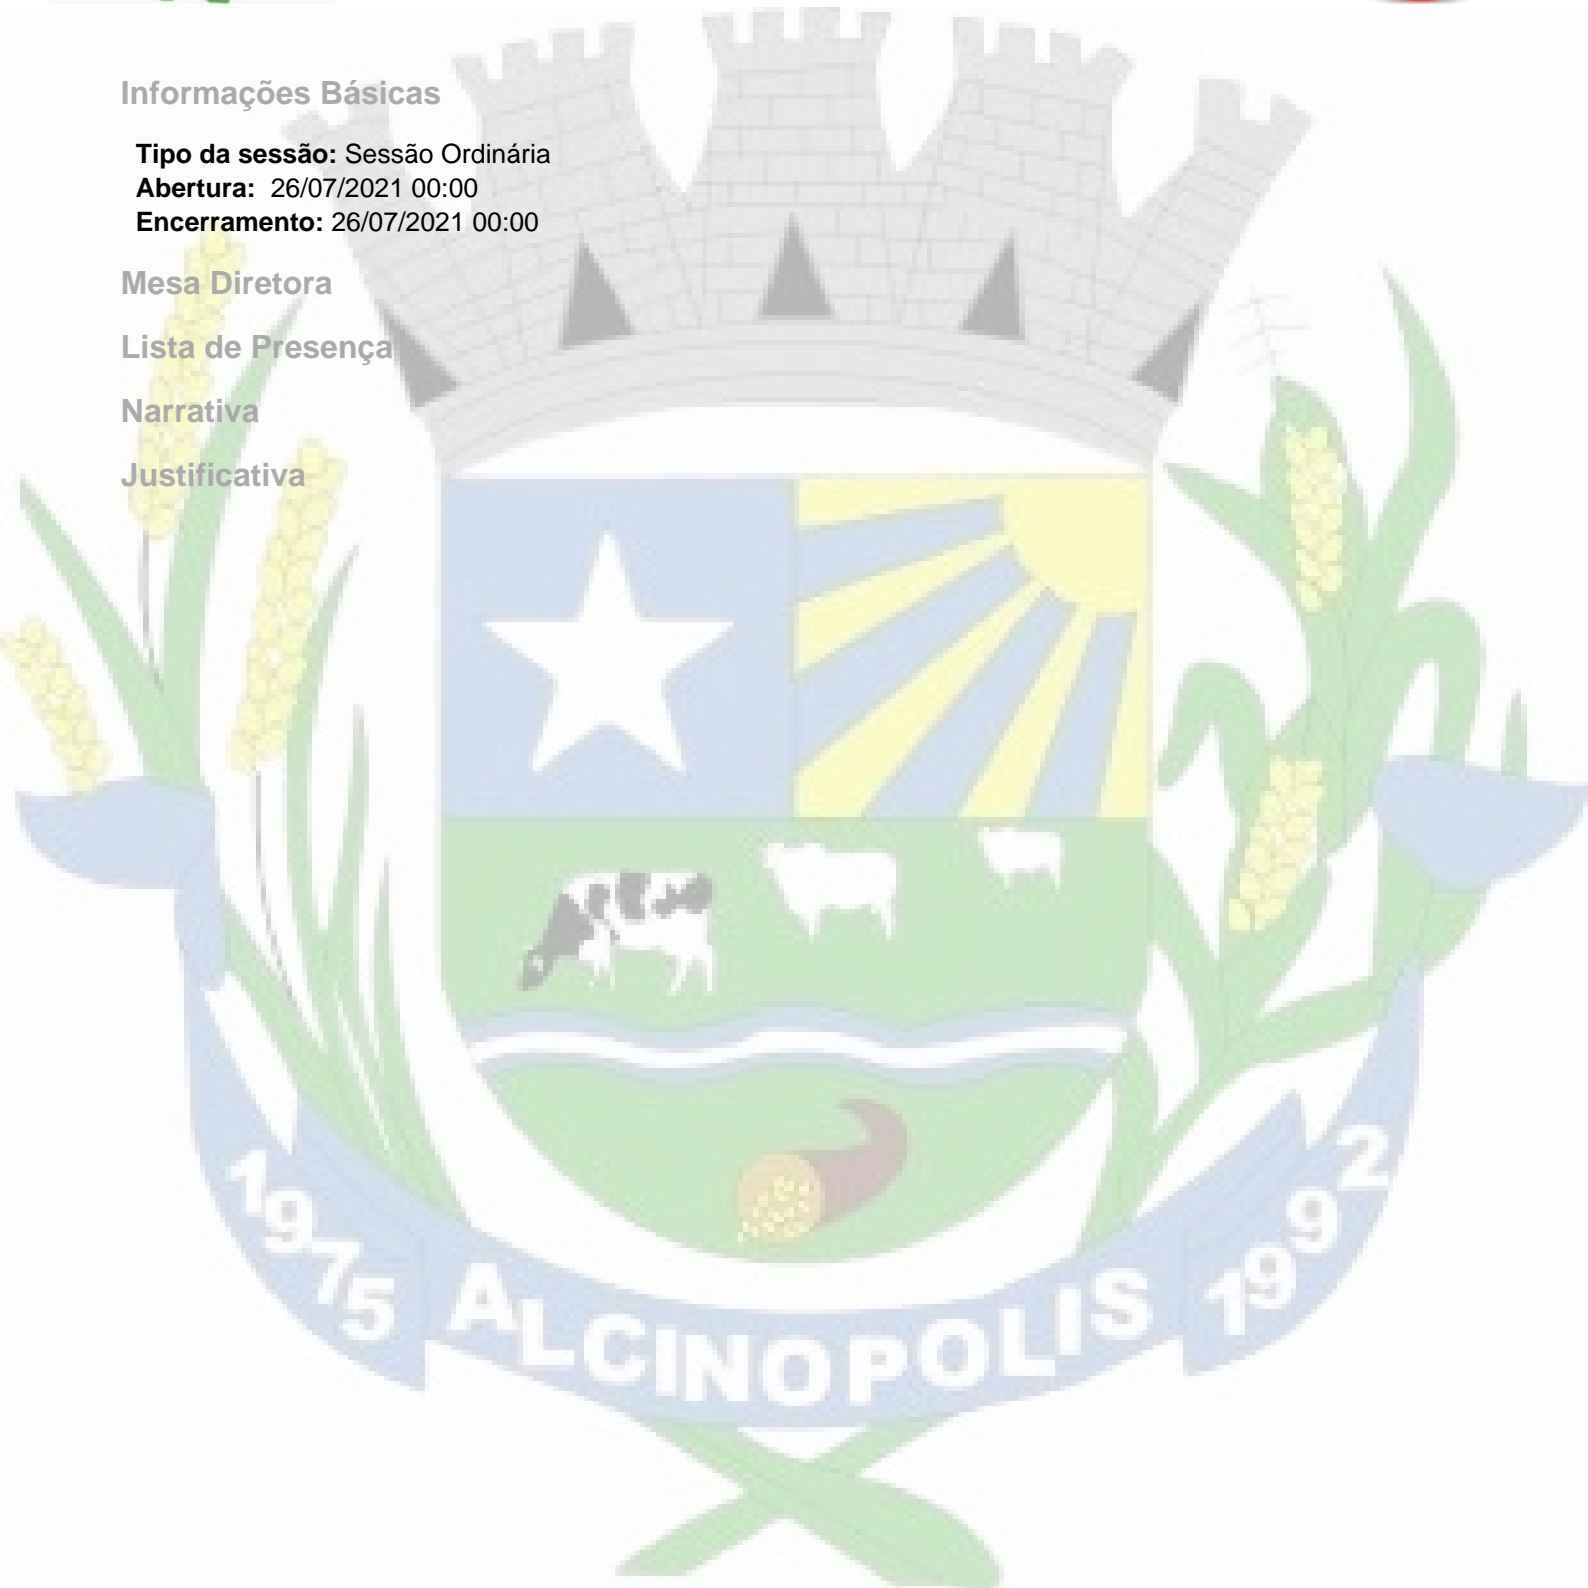 Informações Básicas
Tipo da sessão: Sessão Ordinária
Abertura: 26/07/2021 00:00
Encerramento: 26/07/2021 00:00
Mesa Diretora
Lista de Presença
Narrativa
Justificativa
1975 ALCINOPOLIS 1992